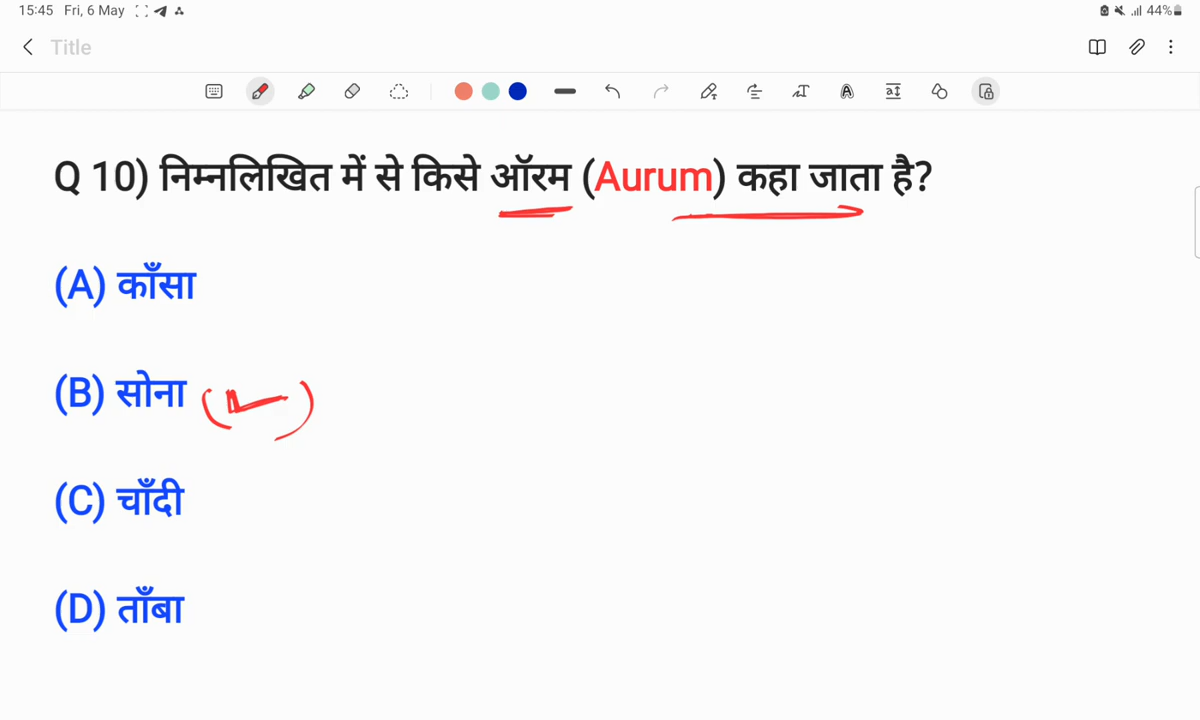 15:45 Fri, 6 May 44%
Title
Q 10) निम्नलिखित में से किसे ऑरम (Aurum) कहा जाता है?
(A) काँसा
(B) सोना
(C) चाँदी
(D) ताँबा